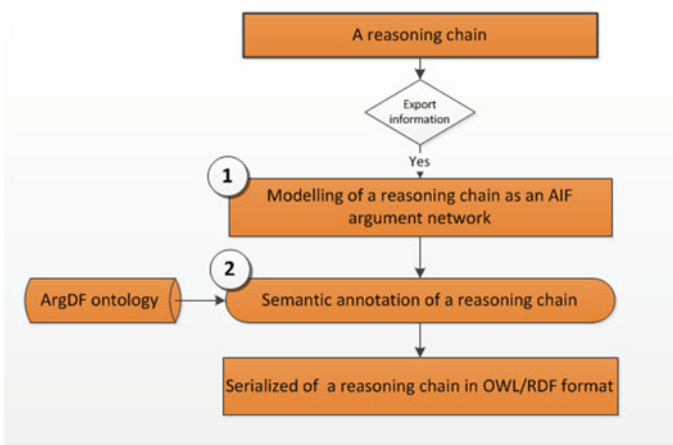 A reasoning chain
Export
information
Yes
1
Modelling of a reasoning chain as an AIF
argument network
2
ArgDF ontology
Semantic annotation of a reasoning chain
Serialized of a reasoning chain in OWL/RDF format